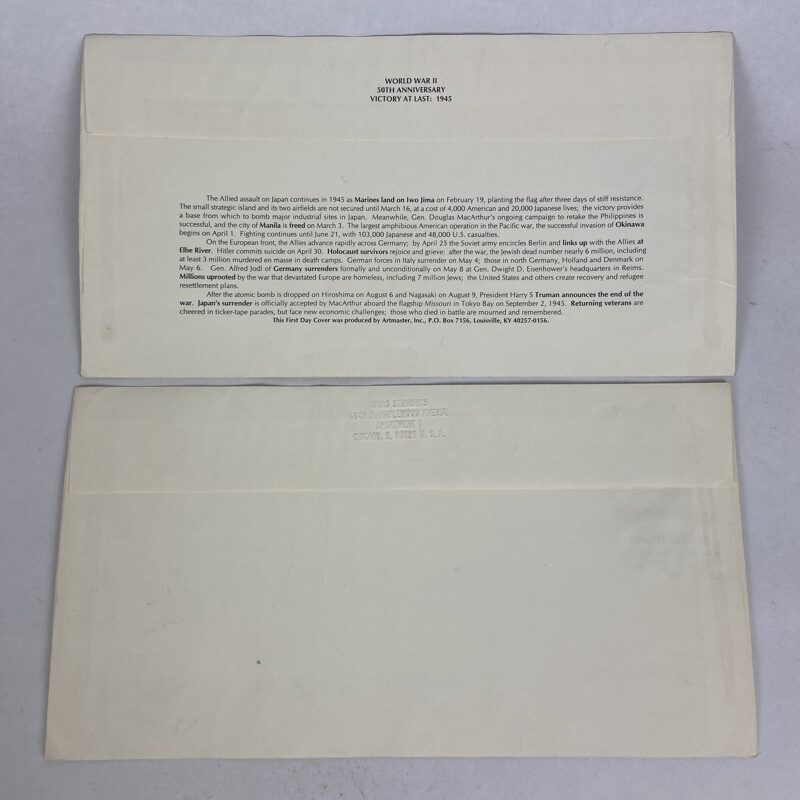 WORLD WAR II
50TH ANNIVERSARY
VICTORY AT LAST: 1945
The Allied assault on Japan continues in 1945 as Marines land on Iwo Jima on February 19, planting the flag after three days of stiff resistance.
The small strategic island and its two airfields are not secured until March 16, at a cost of 4,000 American and 20,000 Japanese lives; the victory provides
a base from which to bomb major industrial sites in Japan. Meanwhile, Gen. Douglas MacArthur's ongoing campaign to retake the Philippines is
successful, and the city of Manila is freed on March 3. The largest amphibious American operation in the Pacific war, the successful invasion of Okinawa
begins on April 1. Fighting continues until June 21, with 103,000 Japanese and 48,000 U.S. casualties.
On the European front, the Allies advance rapidly across Germany; by April 25 the Soviet army encircles Berlin and links up with the Allies at
Elbe River. Hitler commits suicide on April 30. Holocaust survivors rejoice and grieve: after the war, the Jewish dead number nearly 6 million, including
at least 3 million murdered en masse in death camps. German forces in Italy surrender on May 4; those in north Germany, Holland and Denmark on
May 6. Gen. Alfred Jodl of Germany surrenders formally and unconditionally on May 8 at Gen. Dwight D. Eisenhower's headquarters in Reims.
Millions uprooted by the war that devastated Europe are homeless, including 7 million Jews; the United States and others create recovery and refugee
resettlement plans.
After the atomic bomb is dropped on Hiroshima on August 6 and Nagasaki on August 9, President Harry S Truman announces the end of the
war. Japan's surrender is officially accepted by MacArthur aboard the flagship Missouri in Tokyo Bay on September 2, 1945. Returning veterans are
cheered in ticker-tape parades, but face new economic challenges; those who died in battle are mourned and remembered.
This First Day Cover was produced by Artmaster, Inc., P.O. Box 7156, Louisville, KY 40257-0156.
AVENUE
APARTMENT
CHICAGO, U. S. A.